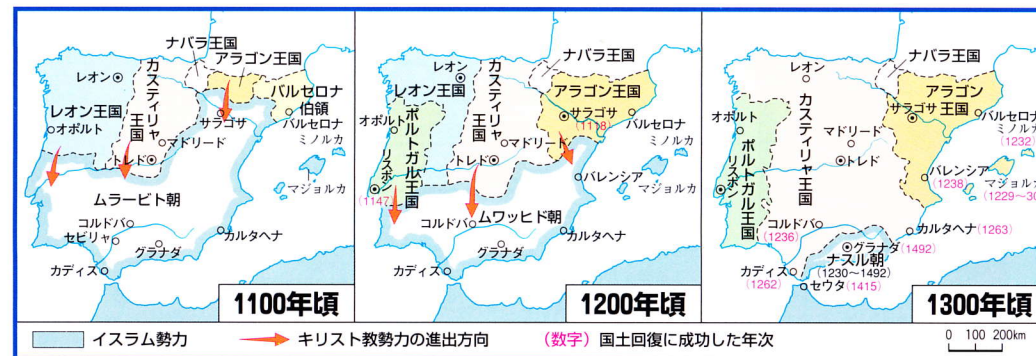 ナバラ王国
アラゴン王国
カスティリャ王国
レオン
レオン王国
バルセロナ伯領
オポルト
サラゴサ
バルセロナ
ミノルカ
マドリード
トレド
マジョルカ
ムラービト朝
コルドバ
セビリャ
グラナダ
カルタヘナ
カディス
1100年頃
ナバラ王国
レオン
カスティリャ王国
レオン王国
アラゴン王国
オポルト
ポルトガル王国
サラゴサ
(1118)
バルセロナ
ミノルカ
マドリード
トレド
リスボン
(1147)
バレンシア
マジョルカ
ムワッヒド朝
コルドバ
グラナダ
カルタヘナ
カディス
1200年頃
ナバラ王国
レオン
カスティリャ王国
アラゴン王国
サラゴサ
オポルト
ポルトガル王国
バルセロナ
ミノルカ
(1232)
マドリード
トレド
リスボン
バレンシア
(1238)
マジョルカ
コルドバ
(1236)
カルタヘナ(1263)
グラナダ(1492)
ナスル朝
(1230〜1492)
カディス
(1262)
セウタ(1415)
1300年頃
イスラム勢力
キリスト教勢力の進出方向
(数字) 国土回復に成功した年次
0 100 200km